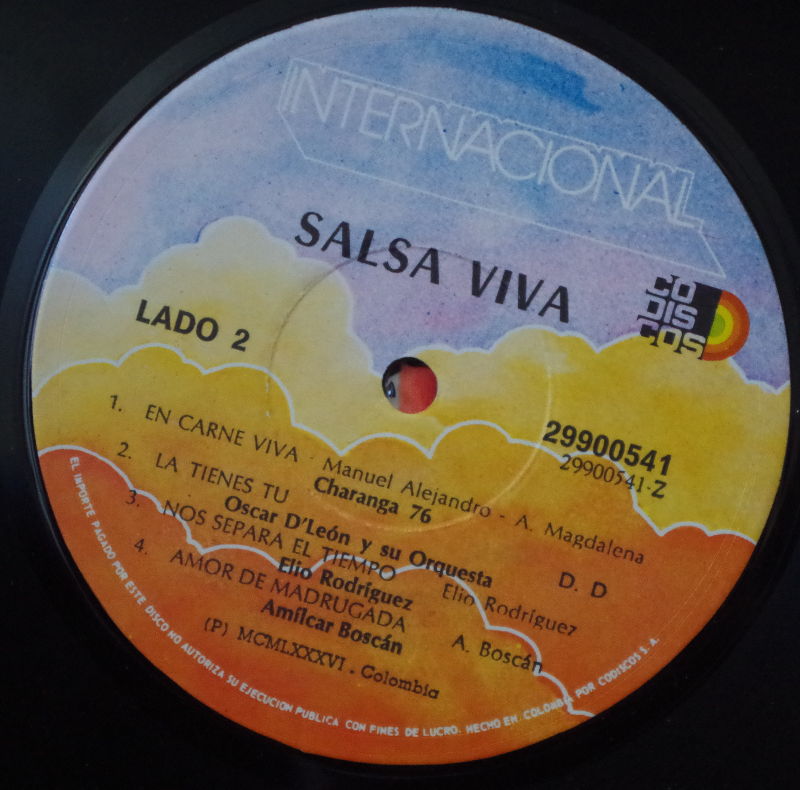 INTERNACIONAL
SALSA VIVA
CO
DIS
COS
LADO 2
29900541
29900541-Z
1. EN CARNE VIVA - Manuel Alejandro - A. Magdalena
Charanga 76
2. LA TIENES TU D. D
Oscar D'León y su Orquesta
3. NOS SEPARA EL TIEMPO Elio Rodríguez
Elio Rodríguez
4. AMOR DE MADRUGADA A. Boscán
Amílcar Boscán
(P) MCMLXXXVI . Colombia
EL IMPORTE PAGADO POR ESTE DISCO NO AUTORIZA SU EJECUCION PUBLICA CON FINES DE LUCRO. HECHO EN COLOMBIA POR CODISCOS S. A.